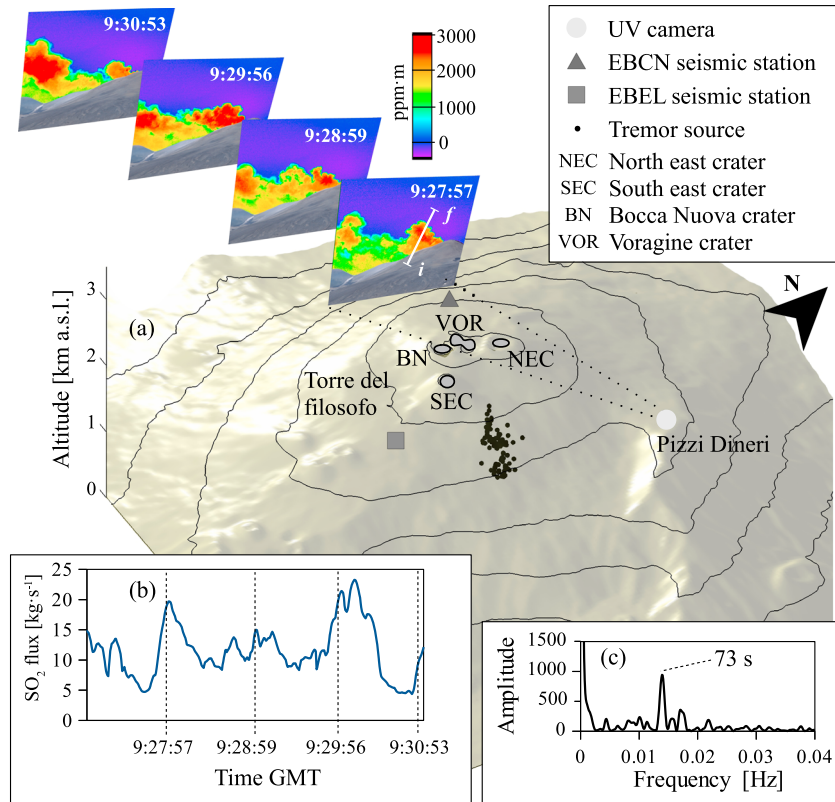 9:30:53
9:29:56
9:28:59
9:27:57
f
i
3000
2000
1000
0
ppm·m
UV camera
EBCN seismic station
EBEL seismic station
Tremor source
NEC North east crater
SEC South east crater
BN Bocca Nuova crater
VOR Voragine crater
N
(a)
Altitude [km a.s.l.]
3
2
1
0
VOR
BN
NEC
SEC
Torre del
filosofo
Pizzi Dineri
(b)
SO2 flux [kg·s-1]
25
20
15
10
5
0
9:27:57 9:28:59 9:29:56 9:30:53
Time GMT
(c)
73 s
Amplitude
1500
1000
500
0
0 0.01 0.02 0.03 0.04
Frequency [Hz]